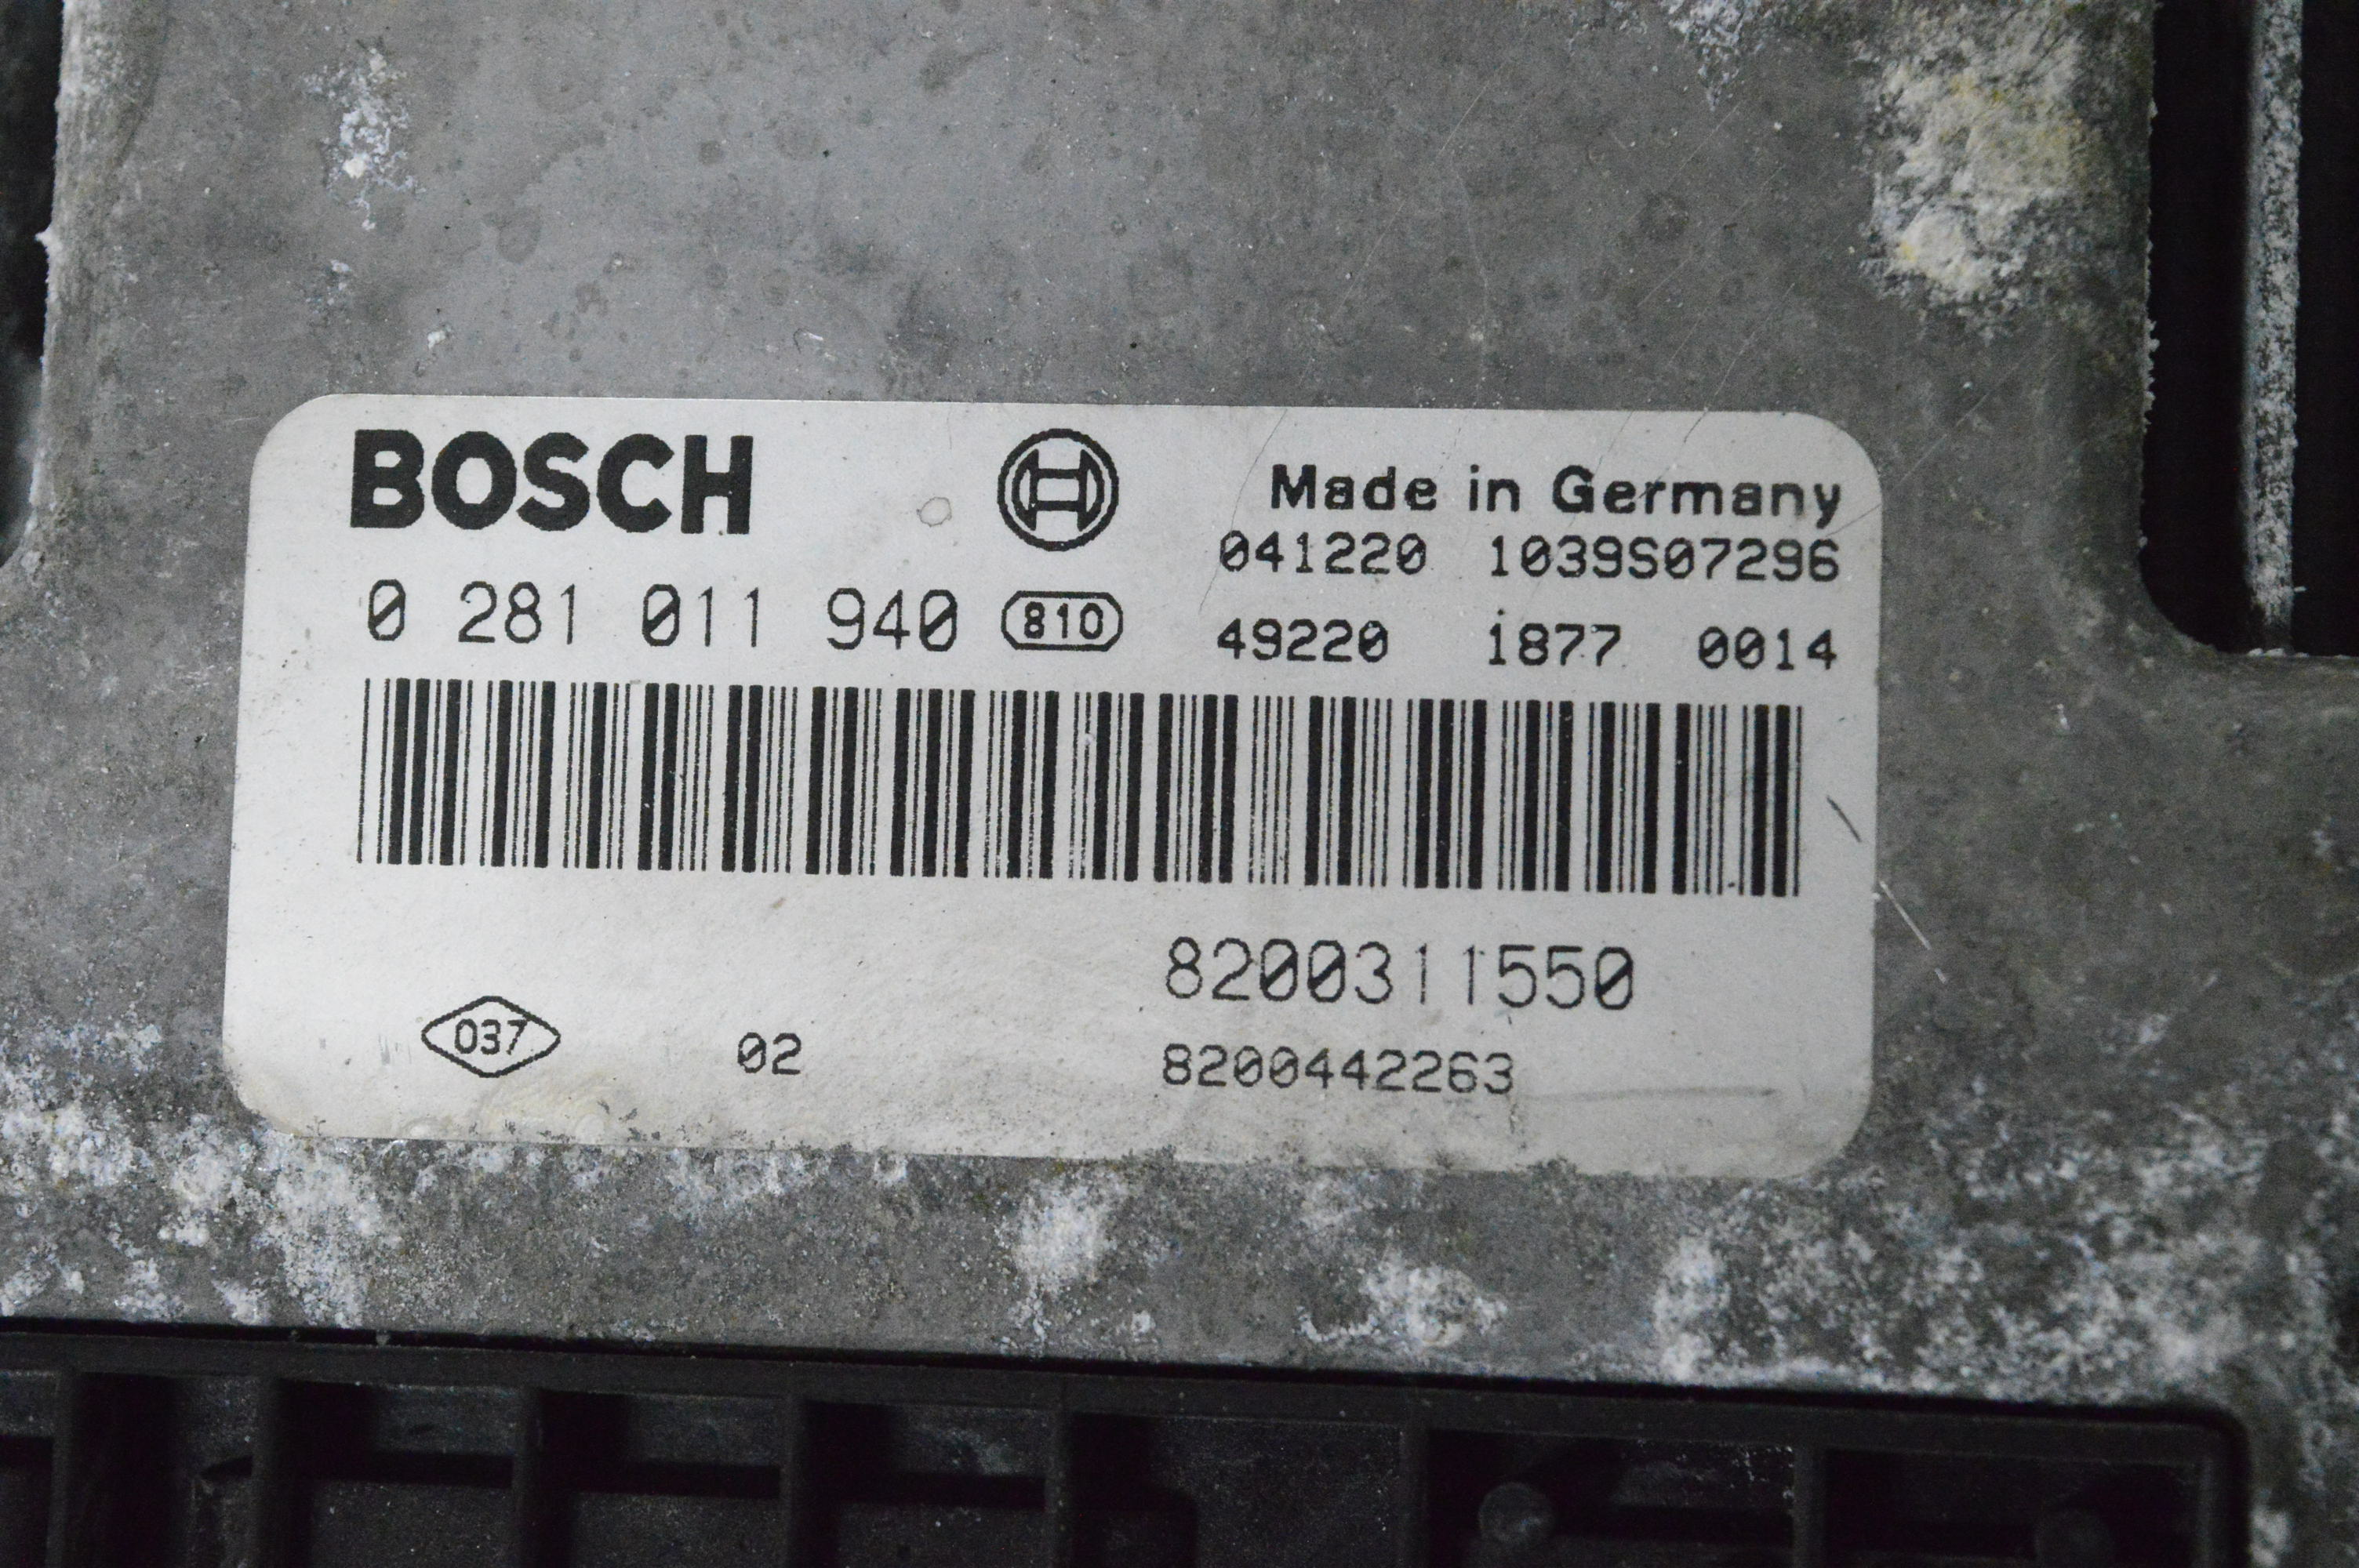 BOSCH
Made in Germany
041220 1039S07296
0 281 011 940 810
49220 1877 0014
8200311550
037 02 8200442263